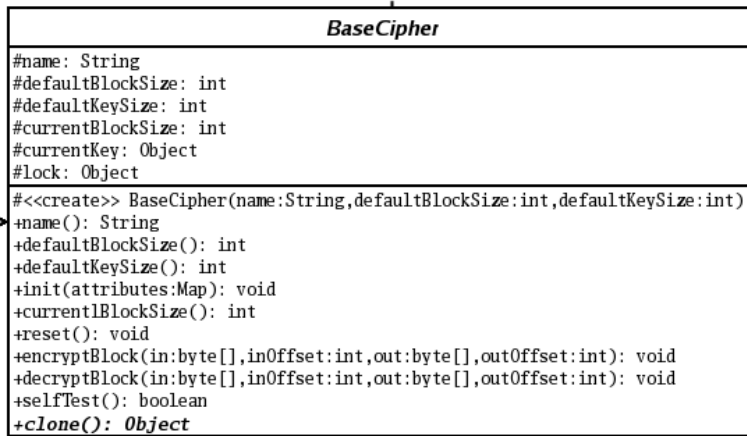 BaseCipher
#name: String
#defaultBlockSize: int
#defaultKeySize: int
#currentBlockSize: int
#currentKey: Object
#lock: Object
#<<create>> BaseCipher(name:String,defaultBlockSize:int,defaultKeySize:int)
+name(): String
+defaultBlockSize(): int
+defaultKeySize(): int
+init(attributes:Map): void
+currentlBlockSize(): int
+reset(): void
+encryptBlock(in:byte[],inOffset:int,out:byte[],outOffset:int): void
+decryptBlock(in:byte[],inOffset:int,out:byte[],outOffset:int): void
+selfTest(): boolean
+clone(): Object